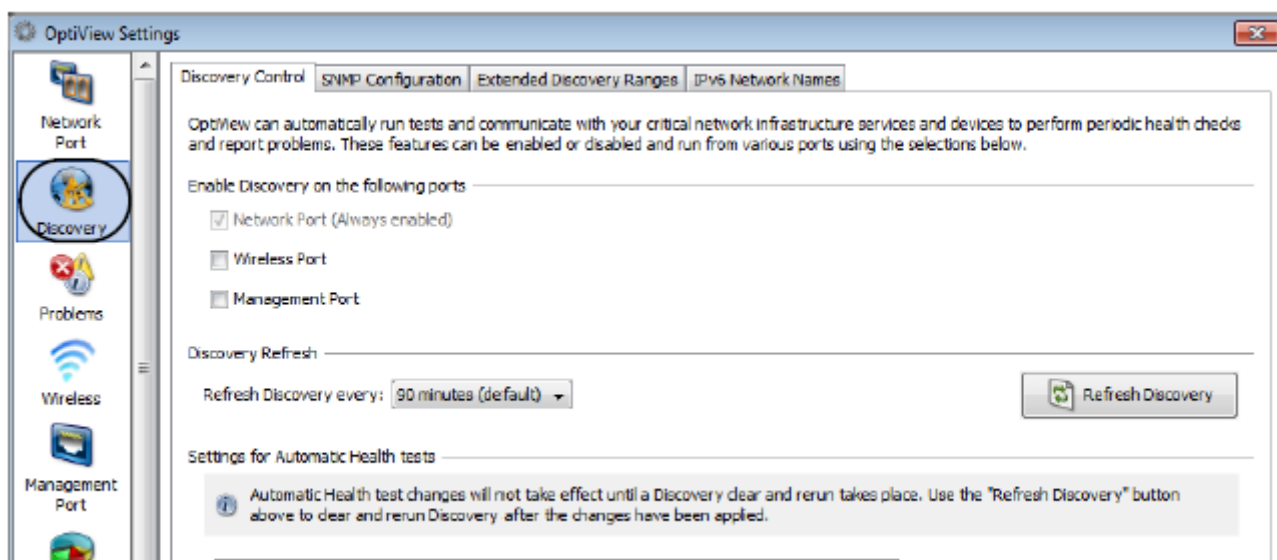 OptiView Settings
Network
Port
Discovery
Problems
Wireless
Management
Port
Discovery Control SNMP Configuration Extended Discovery Ranges IPv6 Network Names
OptiView can automatically run tests and communicate with your critical network infrastructure services and devices to perform periodic health checks
and report problems. These features can be enabled or disabled and run from various ports using the selections below.
Enable Discovery on the following ports
Network Port (Always enabled)
Wireless Port
Management Port
Discovery Refresh
Refresh Discovery every: 90 minutes (default) Refresh Discovery
Settings for Automatic Health tests
Automatic Health test changes will not take effect until a Discovery clear and rerun takes place. Use the "Refresh Discovery" button
above to clear and rerun Discovery after the changes have been applied.